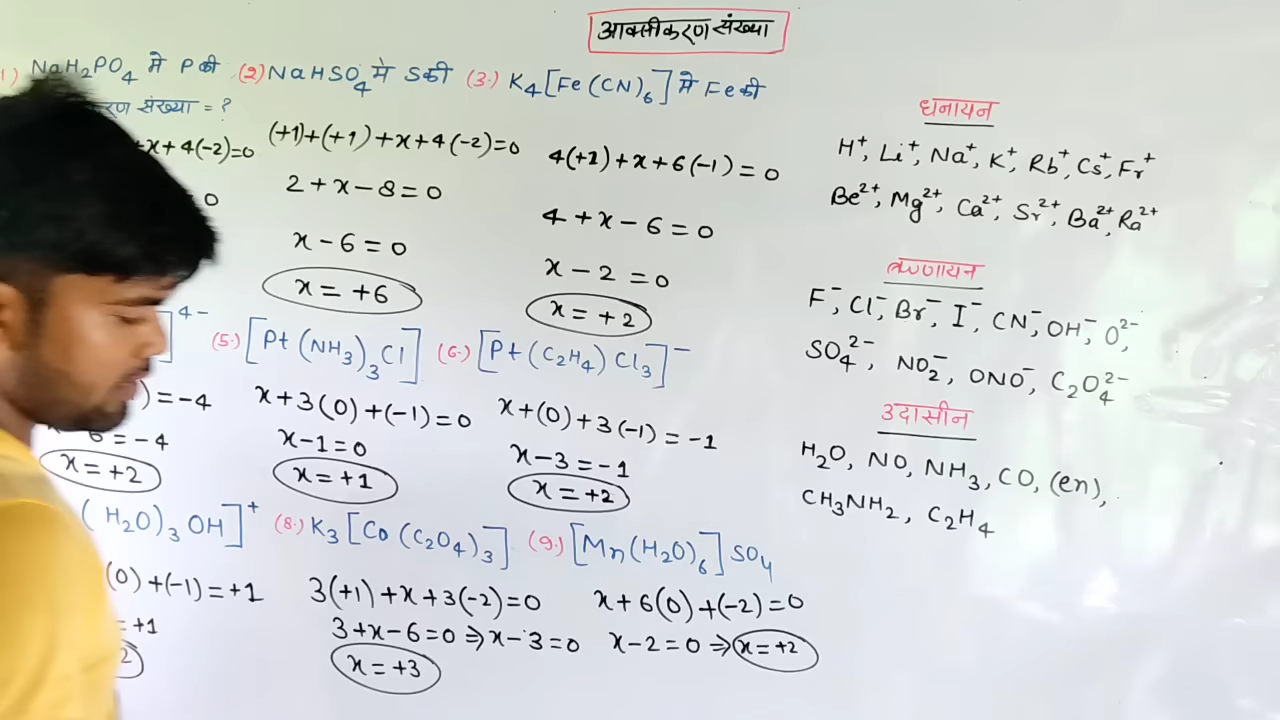 आक्सीकरण संख्या
1) NaH₂PO₄ मे P की (2) NaHSO₄ मे S की (3.) K₄[Fe(CN)₆] मे Fe की
रण संख्या = ?
+x+4(-2)=0
= 0
(+1)+(+1)+x+4(-2)=0
2+x-8=0
x-6=0
x=+6
4(+1)+x+6(-1)=0
4+x-6=0
x-2=0
x=+2
]⁴⁻ (5.) [Pt(NH₃)₃Cl] (6.) [Pt(C₂H₄)Cl₃]⁻
)=-4
6=-4
x=+2
x+3(0)+(-1)=0
x-1=0
x=+1
x+(0)+3(-1)=-1
x-3=-1
x=+2
(H₂O)₃OH]⁺ (8.) K₃[Co(C₂O₄)₃] (9.) [Mn(H₂O)₆]SO₄
(0)+(-1)=+1
=+1
2
3(+1)+x+3(-2)=0
3+x-6=0⇒x-3=0
x=+3
x+6(0)+(-2)=0
x-2=0⇒x=+2
धनायन
H⁺, Li⁺, Na⁺, K⁺, Rb⁺, Cs⁺, Fr⁺
Be²⁺, Mg²⁺, Ca²⁺, Sr²⁺, Ba²⁺, Ra²⁺
ऋणायन
F⁻, Cl⁻, Br⁻, I⁻, CN⁻, OH⁻, O²⁻,
SO₄²⁻, NO₂⁻, ONO⁻, C₂O₄²⁻
उदासीन
H₂O, NO, NH₃, CO, (en),
CH₃NH₂, C₂H₄